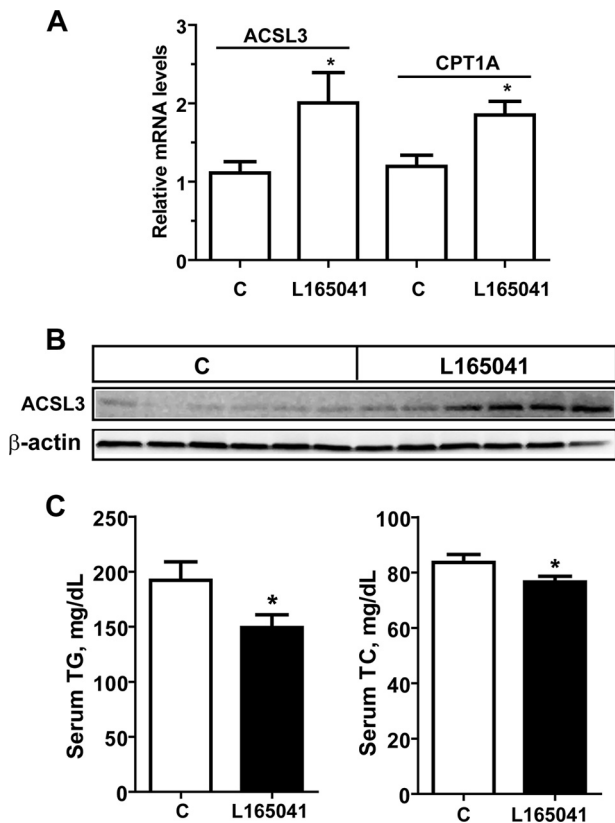 A
ACSL3
CPT1A
Relative mRNA levels
3
2
1
0
*
*
C
L165041
C
L165041
B
C
L165041
ACSL3
β-actin
C
Serum TG, mg/dL
250
200
150
100
50
0
*
C
L165041
Serum TC, mg/dL
100
80
60
40
20
0
*
C
L165041